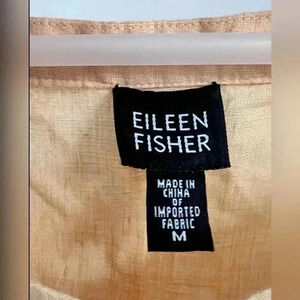 EILEEN
FISHER
MADE IN
CHINA
OF
IMPORTED
FABRIC
M